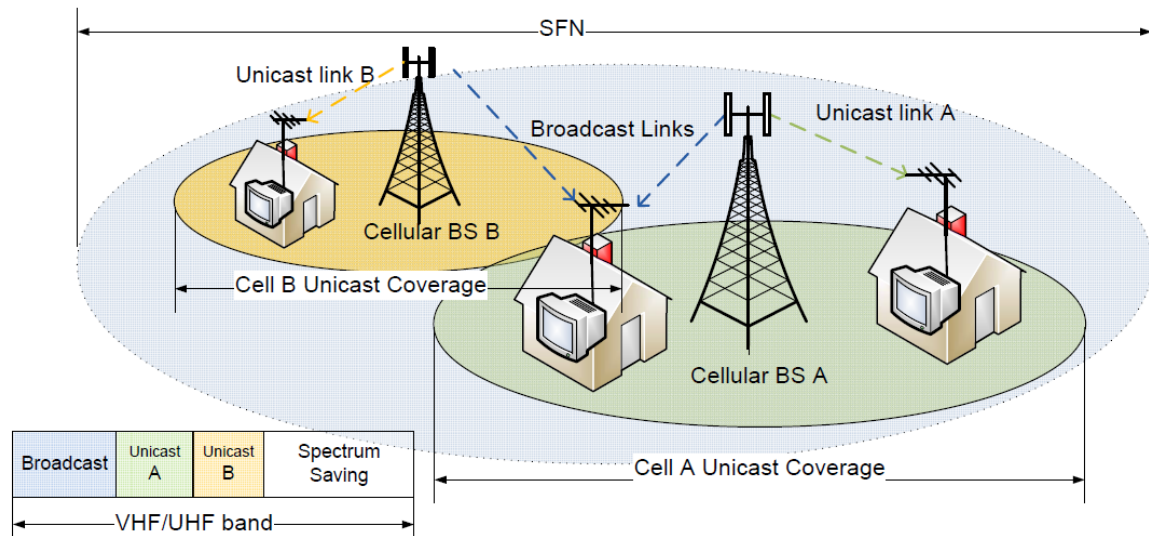 SFN
Unicast link B
Unicast link A
Broadcast Links
Cellular BS B
Cell B Unicast Coverage
Cellular BS A
Cell A Unicast Coverage
Broadcast
Unicast
A
Unicast
B
Spectrum
Saving
VHF/UHF band